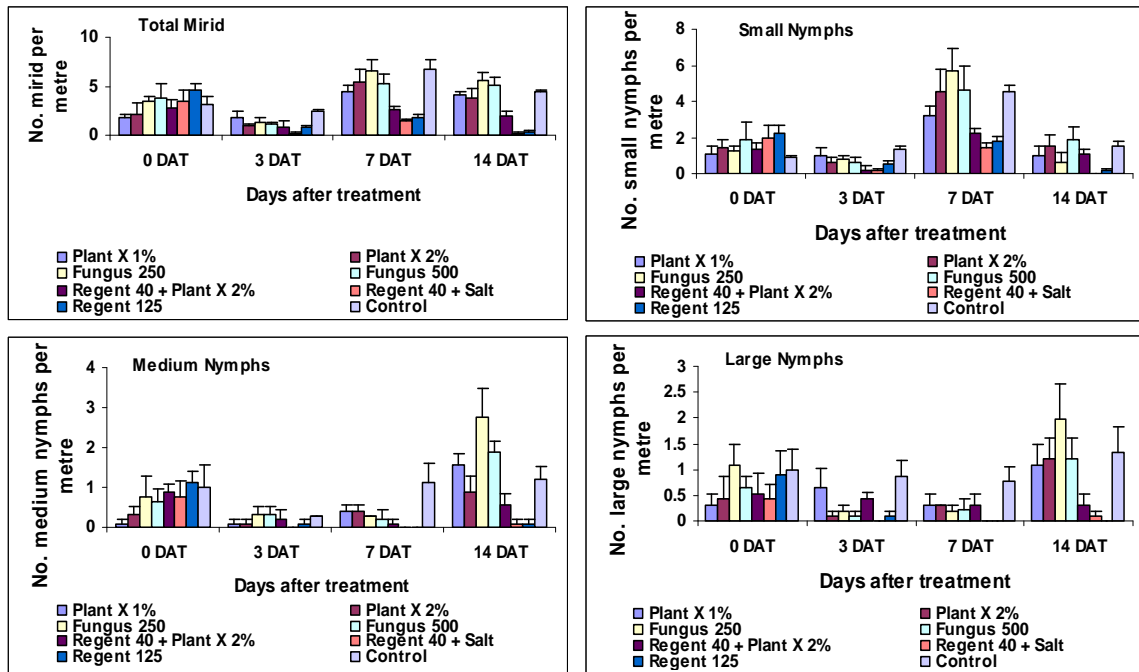 Total Mirid
No. mirid per
metre
10
5
0
0 DAT 3 DAT 7 DAT 14 DAT
Days after treatment
Plant X 1% Plant X 2%
Fungus 250 Fungus 500
Regent 40 + Plant X 2% Regent 40 + Salt
Regent 125 Control
Small Nymphs
No. small nymphs per
metre
8
6
4
2
0
0 DAT 3 DAT 7 DAT 14 DAT
Days after treatment
Plant X 1% Plant X 2%
Fungus 250 Fungus 500
Regent 40 + Plant X 2% Regent 40 + Salt
Regent 125 Control
Medium Nymphs
No. medium nymphs per
metre
4
3
2
1
0
0 DAT 3 DAT 7 DAT 14 DAT
Days after treatment
Plant X 1% Plant X 2%
Fungus 250 Fungus 500
Regent 40 + Plant X 2% Regent 40 + Salt
Regent 125 Control
Large Nymphs
No. large nymphs per
metre
3
2.5
2
1.5
1
0.5
0
0 DAT 3 DAT 7 DAT 14 DAT
Days after treatment
Plant X 1% Plant X 2%
Fungus 250 Fungus 500
Regent 40 + Plant X 2% Regent 40 + Salt
Regent 125 Control